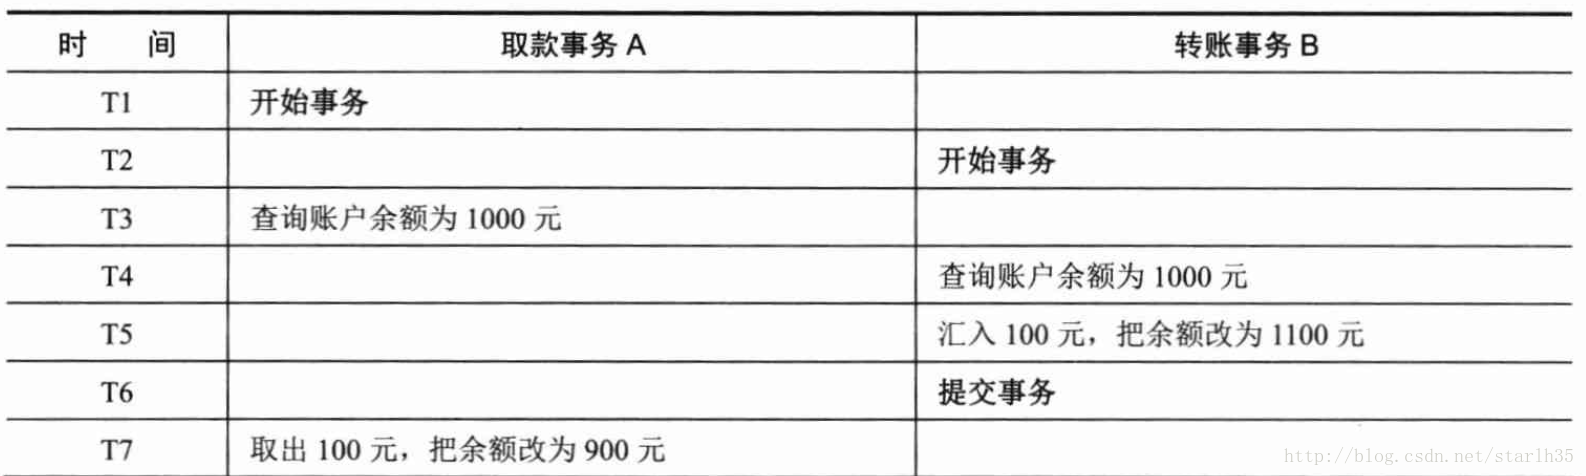 时 间 取款事务 A 转账事务 B
T1 开始事务
T2 开始事务
T3 查询账户余额为 1000 元
T4 查询账户余额为 1000 元
T5 汇入 100 元，把余额改为 1100 元
T6 提交事务
T7 取出 100 元，把余额改为 900 元
http://blog.csdn.net/starlh35